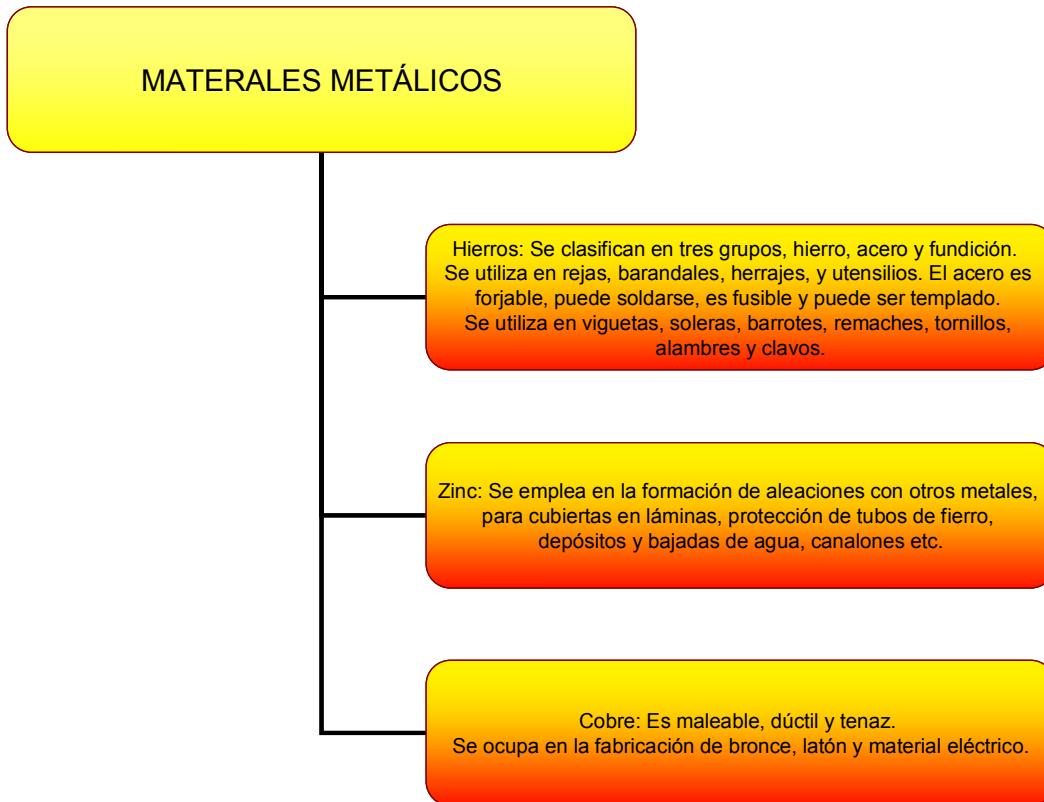 MATERALES METÁLICOS
Hierros: Se clasifican en tres grupos, hierro, acero y fundición.
Se utiliza en rejas, barandales, herrajes, y utensilios. El acero es
forjable, puede soldarse, es fusible y puede ser templado.
Se utiliza en viguetas, soleras, barrotes, remaches, tornillos,
alambres y clavos.
Zinc: Se emplea en la formación de aleaciones con otros metales,
para cubiertas en láminas, protección de tubos de fierro,
depósitos y bajadas de agua, canalones etc.
Cobre: Es maleable, dúctil y tenaz.
Se ocupa en la fabricación de bronce, latón y material eléctrico.